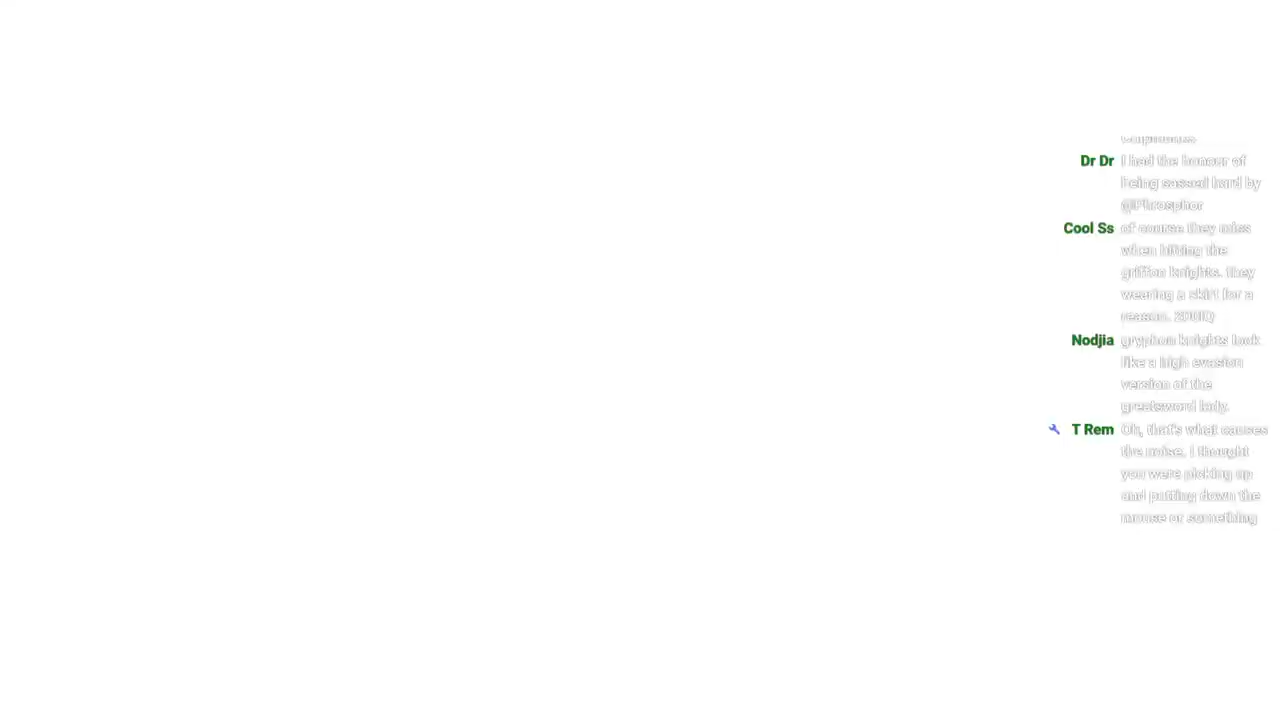 Dr Dr I had the honour of
being sassed hard by
Cool Ss of course they miss
when hitting the
griffon knights. they
wearing a skirt for a
reason.
Nodjia gryphon knights look
like a high evasion
version of the
greatsword lady.
T Rem Oh, that's what causes
the noise, I thought
you were picking up
and putting down the
mouse or something